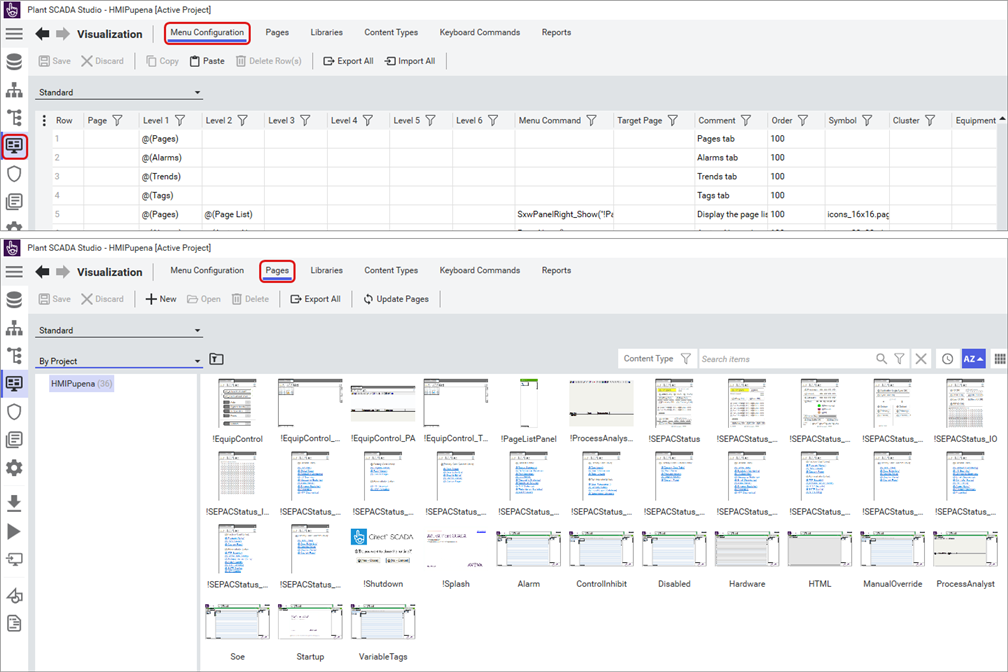 Plant SCADA Studio - HMIPupena [Active Project]
Visualization Menu Configuration Pages Libraries Content Types Keyboard Commands Reports
Save Discard Copy Paste Delete Row(s) Export All Import All
Standard
Row Page Level 1 Level 2 Level 3 Level 4 Level 5 Level 6 Menu Command Target Page Comment Order Symbol Cluster Equipment
1 @(Pages) Pages tab 100
2 @(Alarms) Alarms tab 100
3 @(Trends) Trends tab 100
4 @(Tags) Tags tab 100
5 @(Pages) @(Page List) SxwPanelRight_Show("!Pa Display the page lis 100 icons_16x16.pag
Plant SCADA Studio - HMIPupena [Active Project]
Visualization Menu Configuration Pages Libraries Content Types Keyboard Commands Reports
Save Discard New Open Delete Export All Update Pages
Standard
By Project Content Type Search items AZ
HMIPupena (36)
!EquipControl !EquipControl_... !EquipControl_PA !EquipControl_T... !PageListPanel !ProcessAnalys... !SEPACStatus !SEPACStatus_... !SEPACStatus_... !SEPACStatus_... !SEPACStatus_IO
!SEPACStatus_I... !SEPACStatus_... !SEPACStatus_... !SEPACStatus_... !SEPACStatus_... !SEPACStatus_... !SEPACStatus_... !SEPACStatus_... !SEPACStatus_... !SEPACStatus_... !SEPACStatus_...
Citect SCADA
!SEPACStatus_... !SEPACStatus_... !Shutdown !Splash Alarm ControlInhibit Disabled Hardware HTML ManualOverride ProcessAnalyst
Soe Startup VariableTags